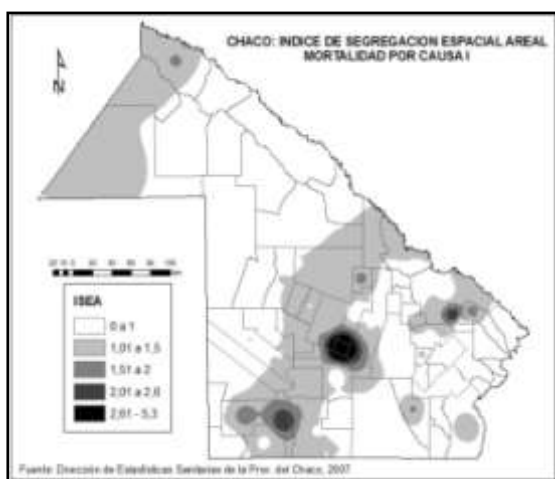 CHACO: INDICE DE SEGREGACION ESPACIAL AREAL
MORTALIDAD POR CAUSA I
N
ISEA
0 a 1
1,01 a 1,5
1,51 a 2
2,01 a 2,6
2,61 - 5,3
Fuente: Dirección de Estadísticas Sanitarias de la Prov. del Chaco, 2007